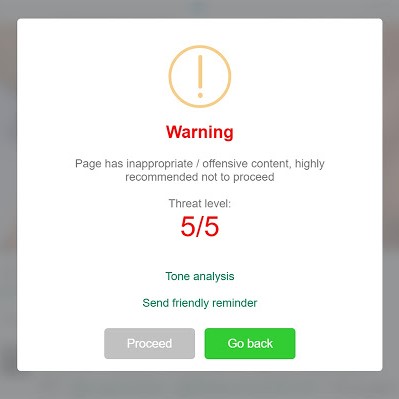 Warning
Page has inappropriate / offensive content, highly
recommended not to proceed
Threat level:
5/5
Tone analysis
Send friendly reminder
Proceed
Go back